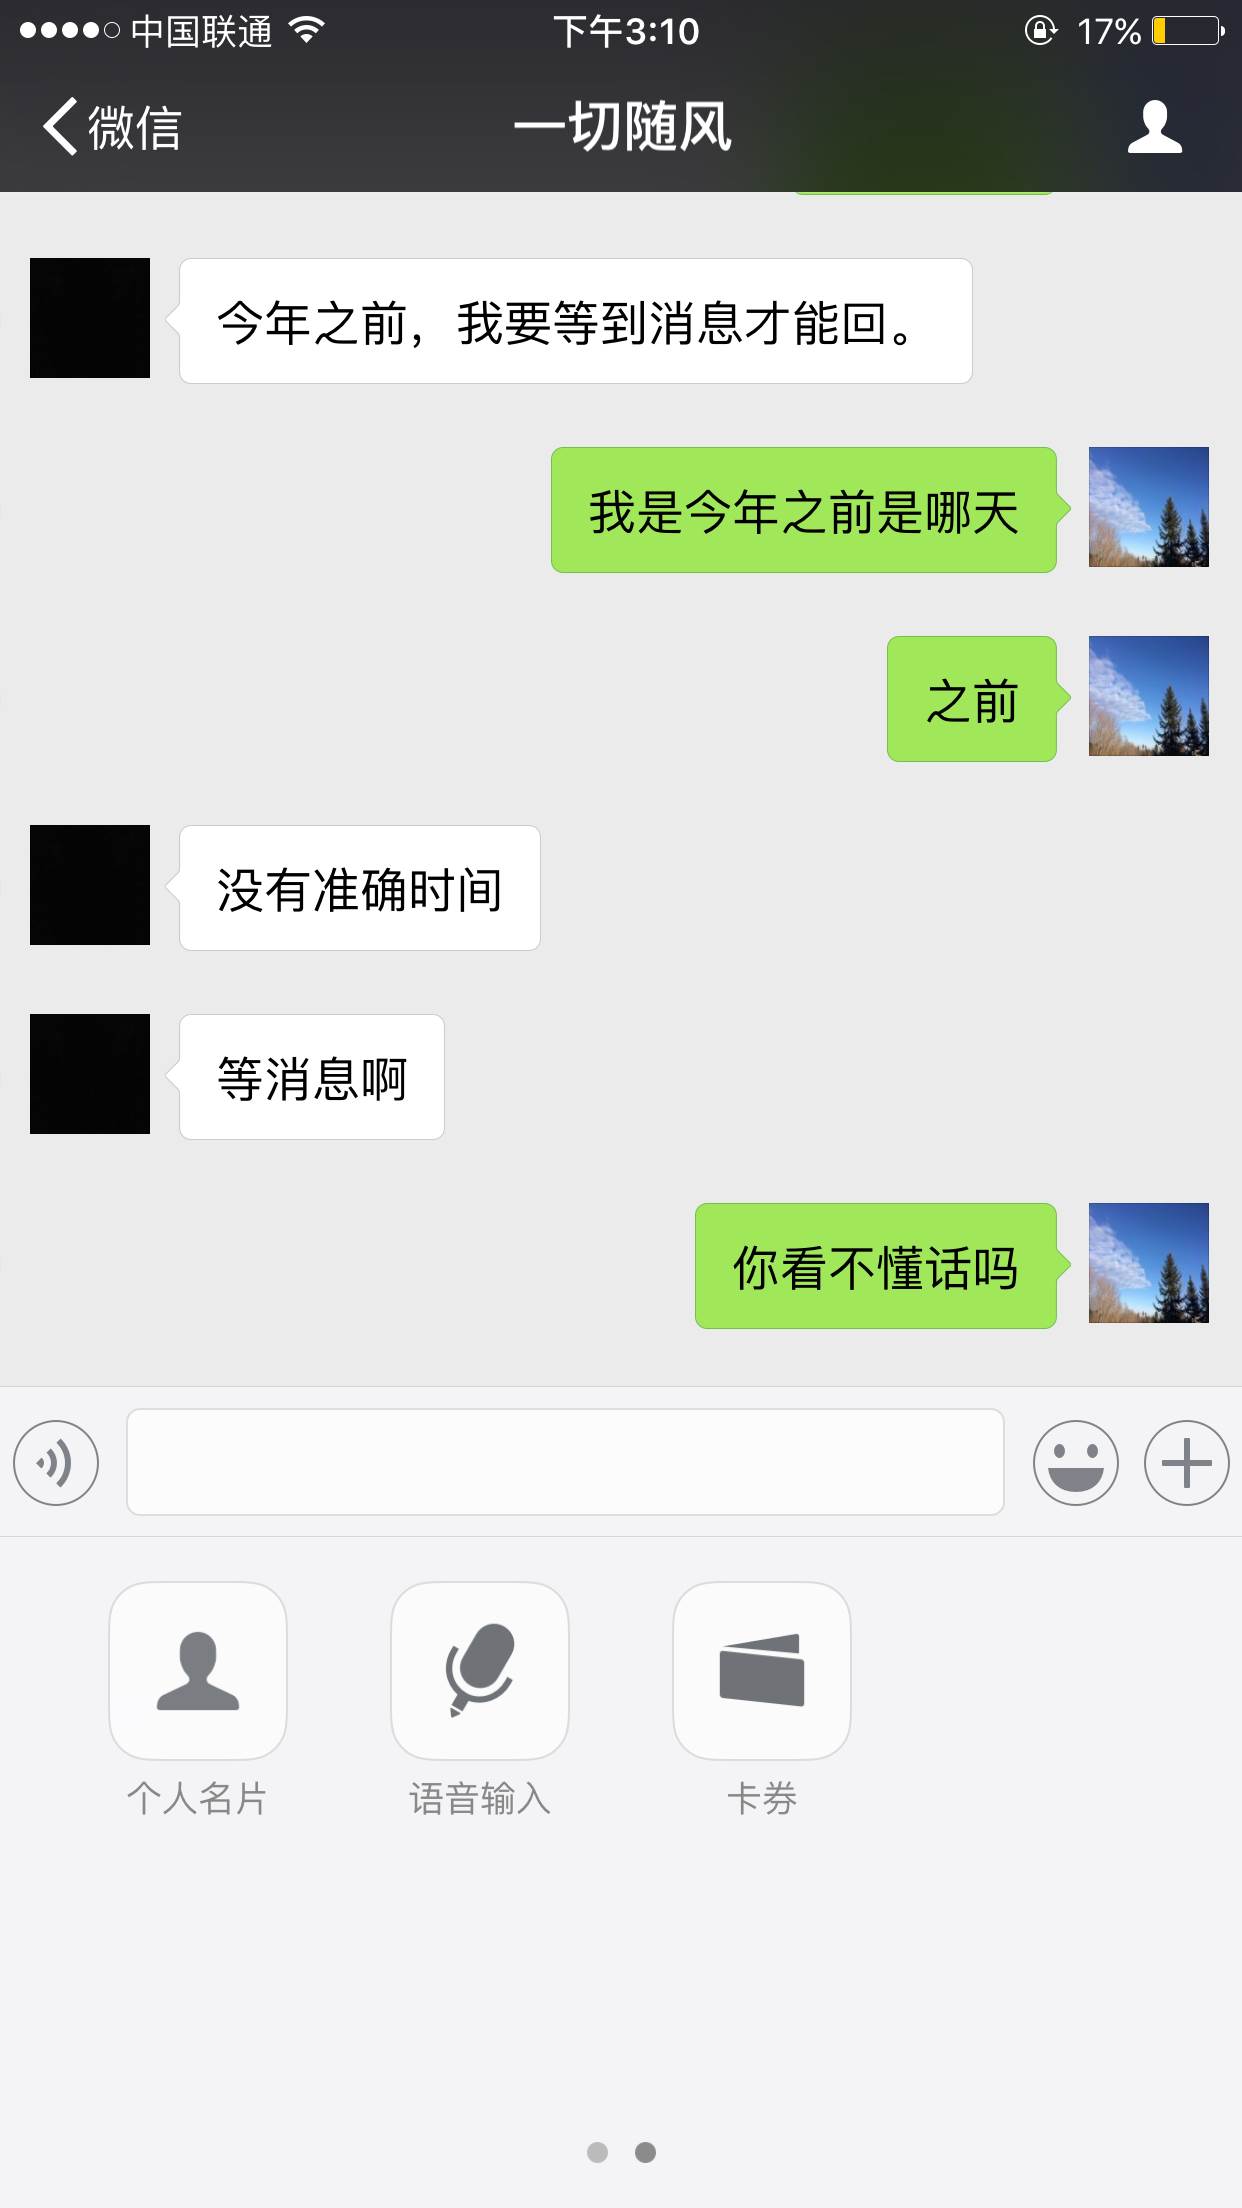 中国联通 下午3:10 17%
微信 一切随风
今年之前，我要等到消息才能回。
我是今年之前是哪天
之前
没有准确时间
等消息啊
你看不懂话吗
个人名片 语音输入 卡券